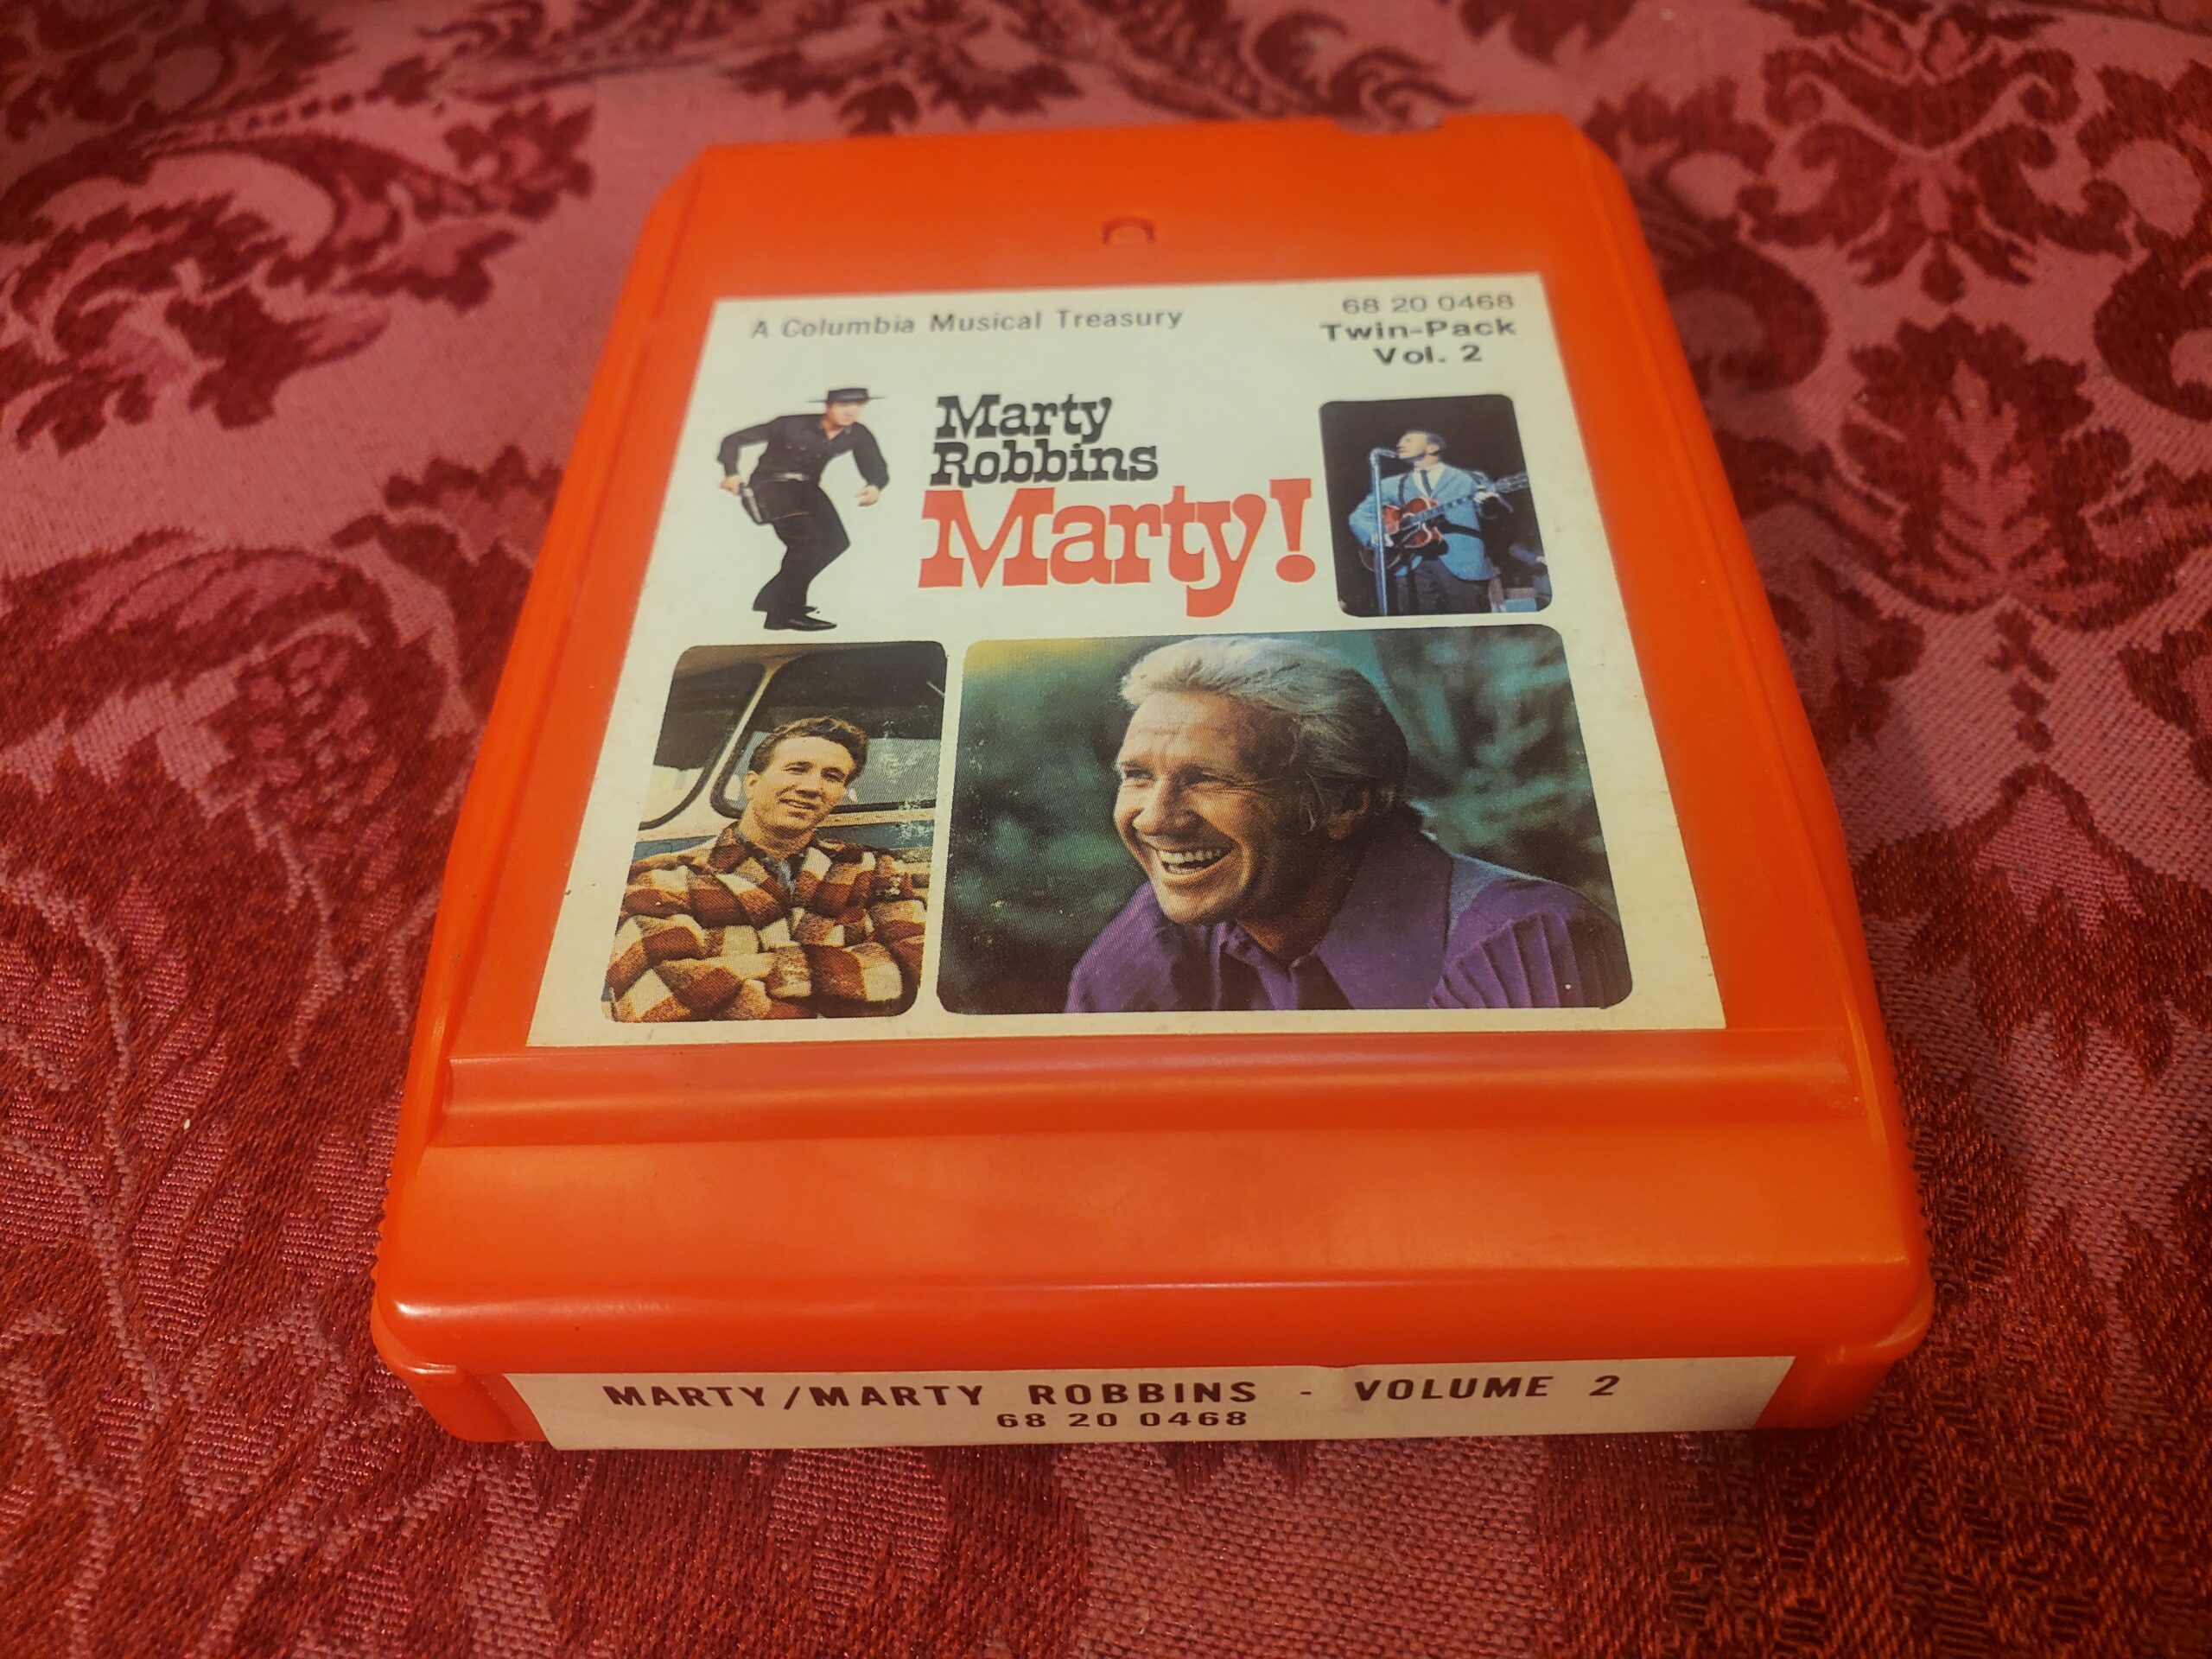 A Columbia Musical Treasury
68 20 0468
Twin-Pack
Vol. 2
Marty
Robbins
Marty!
MARTY/MARTY ROBBINS - VOLUME 2
68 20 0468